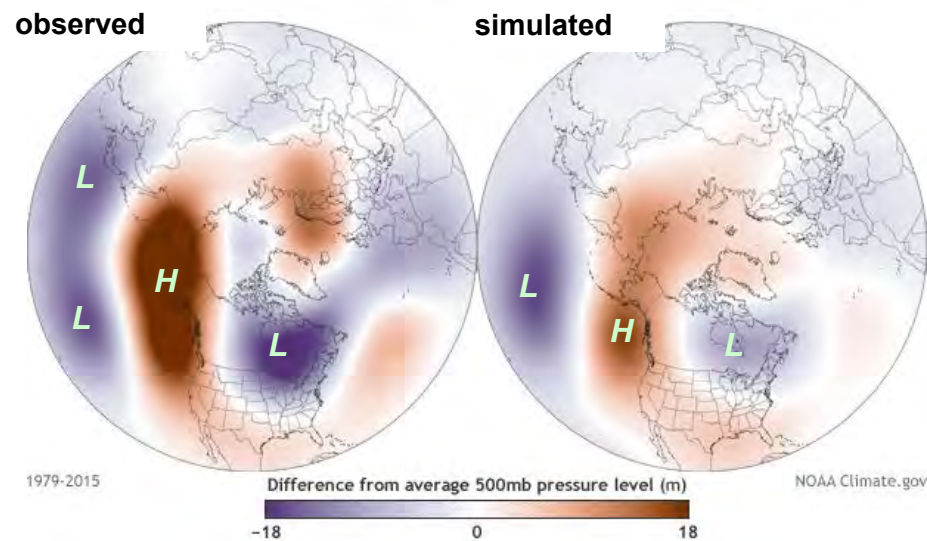 observed
simulated
L
H
L
L
L
H
L
1979-2015
Difference from average 500mb pressure level (m)
NOAA Climate.gov
-18
0
18